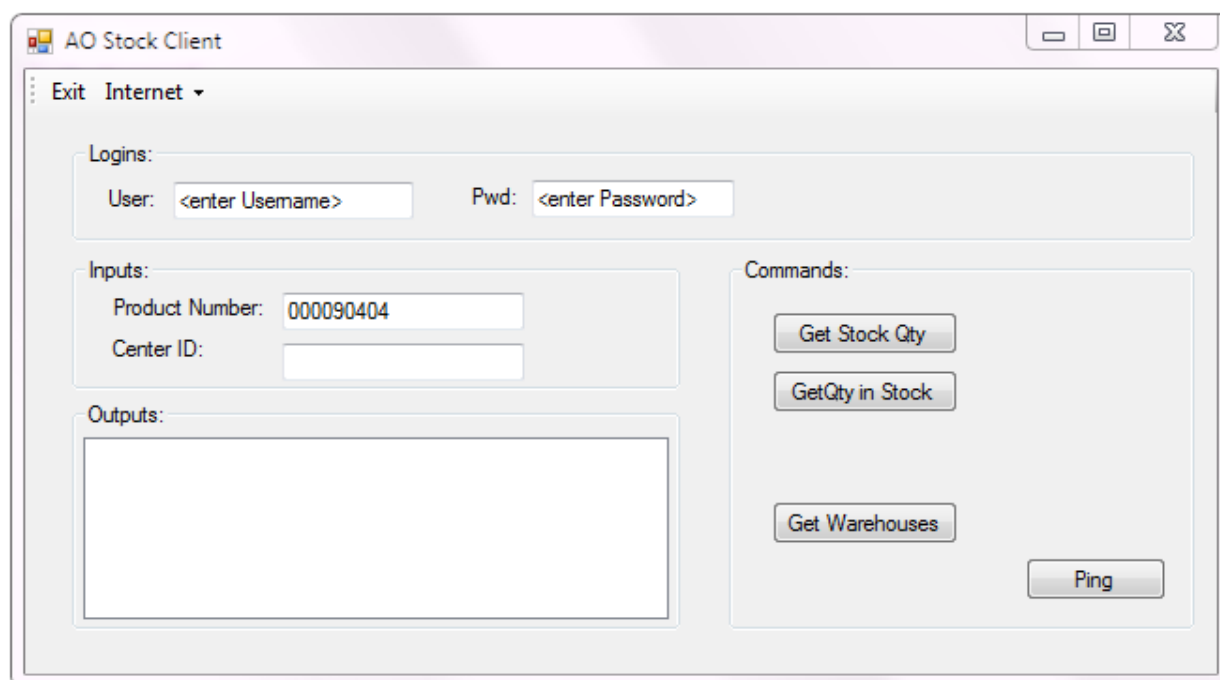 AO Stock Client
Exit Internet
Logins:
User: <enter Username> Pwd: <enter Password>
Inputs:
Product Number: 000090404
Center ID:
Outputs:
Commands:
Get Stock Qty
GetQty in Stock
Get Warehouses
Ping